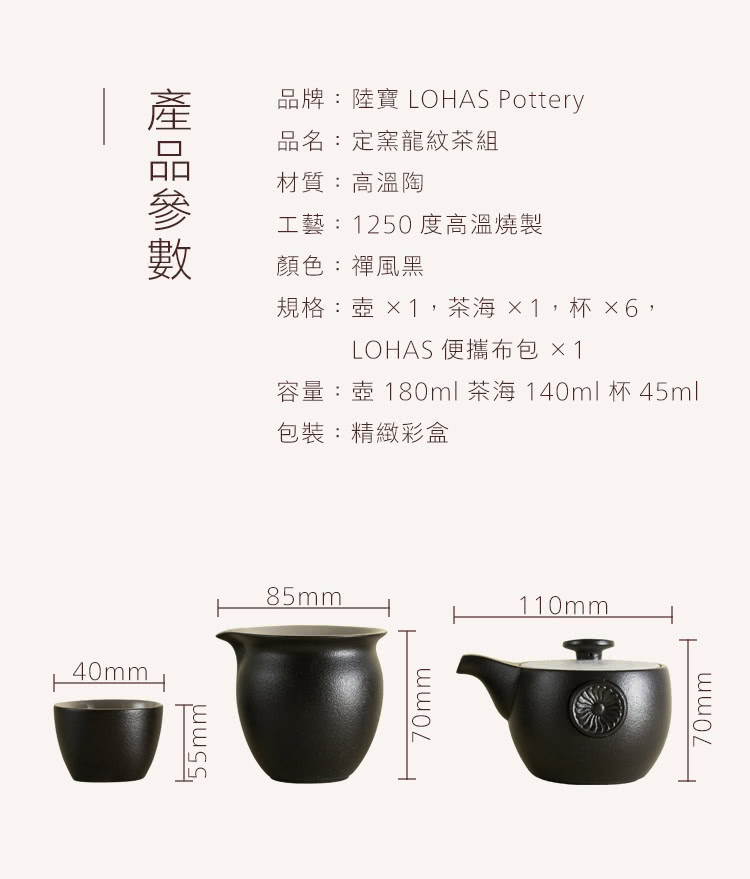 產品參數
品牌：陸寶 LOHAS Pottery
品名：定窯龍紋茶組
材質：高溫陶
工藝：1250 度高溫燒製
顏色：禪風黑
規格：壺 ×1，茶海 ×1，杯 ×6，
LOHAS 便攜布包 ×1
容量：壺 180ml 茶海 140ml 杯 45ml
包裝：精緻彩盒
40mm
55mm
85mm
70mm
110mm
70mm